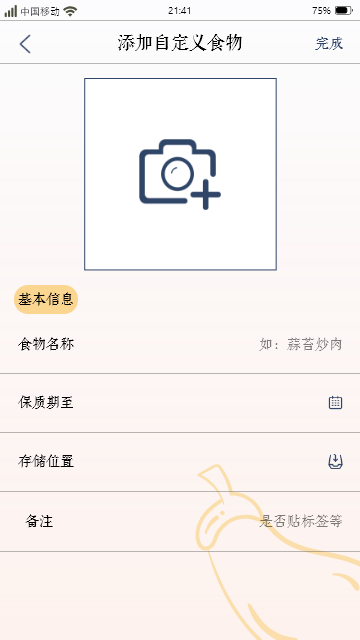 中国移动 21:41 75%
添加自定义食物 完成
基本信息
食物名称 如：蒜苔炒肉
保质期至
存储位置
备注 是否贴标签等